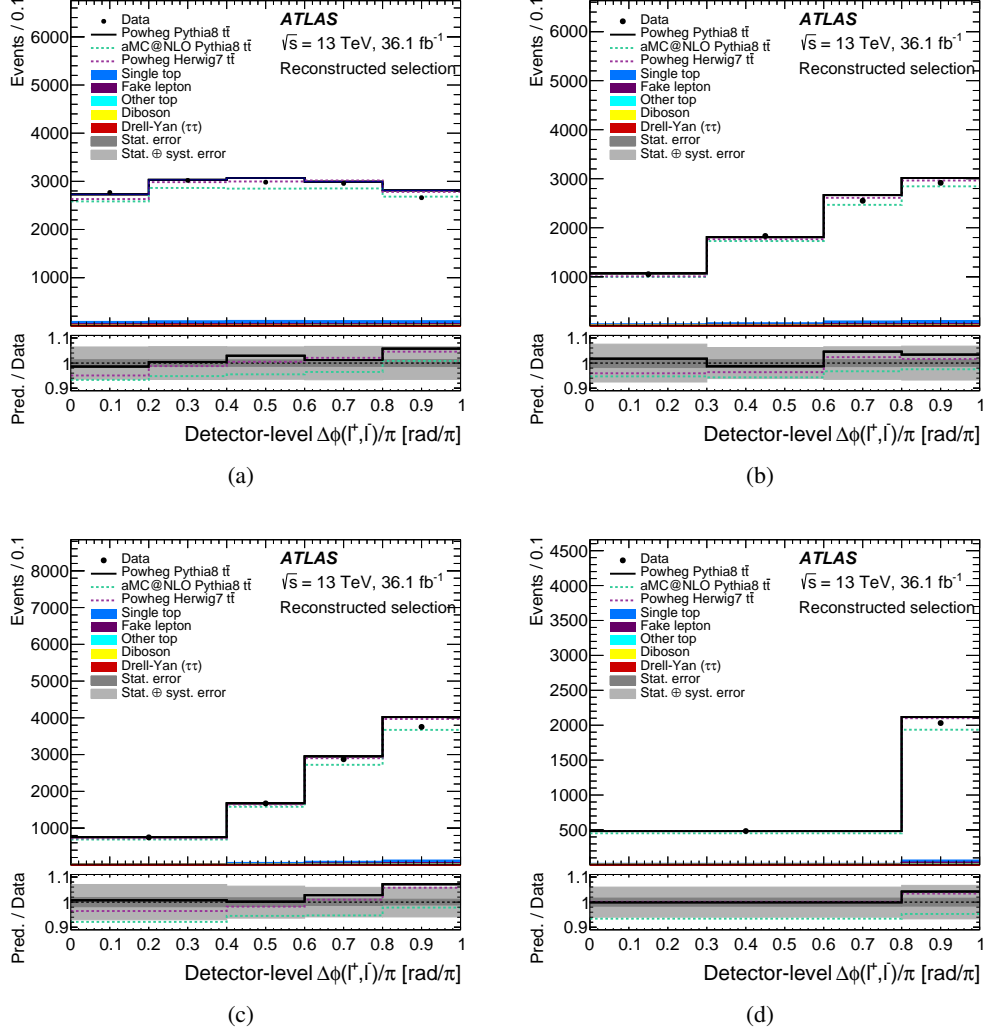 Events / 0.1
6000
5000
4000
3000
2000
1000
Data
Powheg Pythia8 tt̄
aMC@NLO Pythia8 tt̄
Powheg Herwig7 tt̄
Single top
Fake lepton
Other top
Diboson
Drell-Yan (ττ)
Stat. error
Stat. ⊕ syst. error
ATLAS
√s = 13 TeV, 36.1 fb⁻¹
Reconstructed selection
Pred. / Data
1.1
1
0.9
0 0.1 0.2 0.3 0.4 0.5 0.6 0.7 0.8 0.9 1
Detector-level Δϕ(l⁺,l⁻)/π [rad/π]
(a)
Events / 0.1
6000
5000
4000
3000
2000
1000
Data
Powheg Pythia8 tt̄
aMC@NLO Pythia8 tt̄
Powheg Herwig7 tt̄
Single top
Fake lepton
Other top
Diboson
Drell-Yan (ττ)
Stat. error
Stat. ⊕ syst. error
ATLAS
√s = 13 TeV, 36.1 fb⁻¹
Reconstructed selection
Pred. / Data
1.1
1
0.9
0 0.1 0.2 0.3 0.4 0.5 0.6 0.7 0.8 0.9 1
Detector-level Δϕ(l⁺,l⁻)/π [rad/π]
(b)
Events / 0.1
8000
7000
6000
5000
4000
3000
2000
1000
Data
Powheg Pythia8 tt̄
aMC@NLO Pythia8 tt̄
Powheg Herwig7 tt̄
Single top
Fake lepton
Other top
Diboson
Drell-Yan (ττ)
Stat. error
Stat. ⊕ syst. error
ATLAS
√s = 13 TeV, 36.1 fb⁻¹
Reconstructed selection
Pred. / Data
1.1
1
0.9
0 0.1 0.2 0.3 0.4 0.5 0.6 0.7 0.8 0.9 1
Detector-level Δϕ(l⁺,l⁻)/π [rad/π]
(c)
Events / 0.1
4500
4000
3500
3000
2500
2000
1500
1000
500
Data
Powheg Pythia8 tt̄
aMC@NLO Pythia8 tt̄
Powheg Herwig7 tt̄
Single top
Fake lepton
Other top
Diboson
Drell-Yan (ττ)
Stat. error
Stat. ⊕ syst. error
ATLAS
√s = 13 TeV, 36.1 fb⁻¹
Reconstructed selection
Pred. / Data
1.1
1
0.9
0 0.1 0.2 0.3 0.4 0.5 0.6 0.7 0.8 0.9 1
Detector-level Δϕ(l⁺,l⁻)/π [rad/π]
(d)